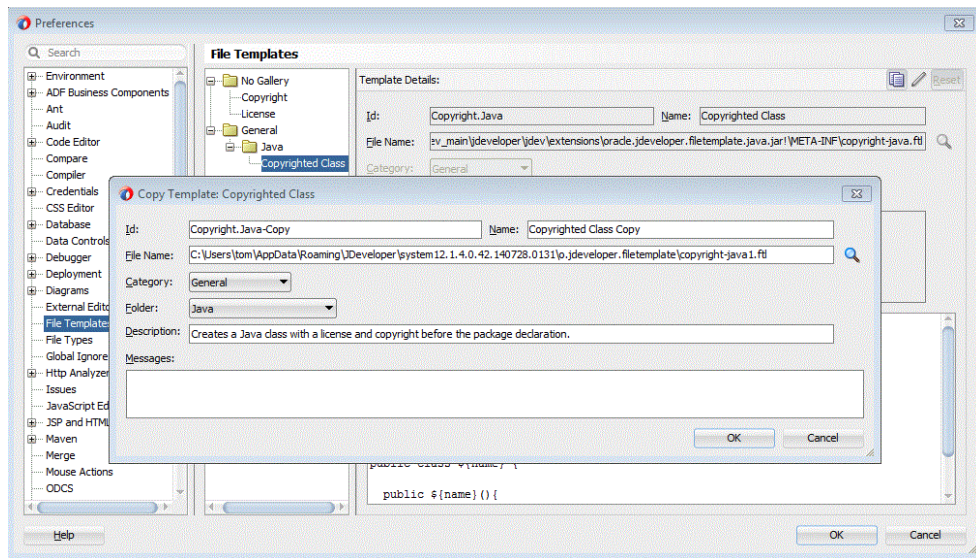 Preferences
Search
File Templates
Environment
ADF Business Components
Ant
Audit
Code Editor
Compare
Compiler
Credentials
CSS Editor
Database
Data Controls
Debugger
Deployment
Diagrams
External Edito
File Templates
File Types
Global Ignore
Http Analyzer
Issues
JavaScript Ed
JSP and HTML
Maven
Merge
Mouse Actions
ODCS
No Gallery
Copyright
License
General
Java
Copyrighted Class
Template Details:
Reset
Id: Copyright.Java Name: Copyrighted Class
File Name: ev_main\jdeveloper\jdev\extensions\oracle.jdeveloper.filetemplate.java.jar!\META-INF\copyright-java.ftl
Category: General
Copy Template: Copyrighted Class
Id: Copyright.Java-Copy Name: Copyrighted Class Copy
File Name: C:\Users\tom\AppData\Roaming\JDeveloper\system12.1.4.0.42.140728.0131\o.jdeveloper.filetemplate\copyright-java1.ftl
Category: General
Folder: Java
Description: Creates a Java class with a license and copyright before the package declaration.
Messages:
OK Cancel
public class ${name} {
public ${name}(){
Help OK Cancel